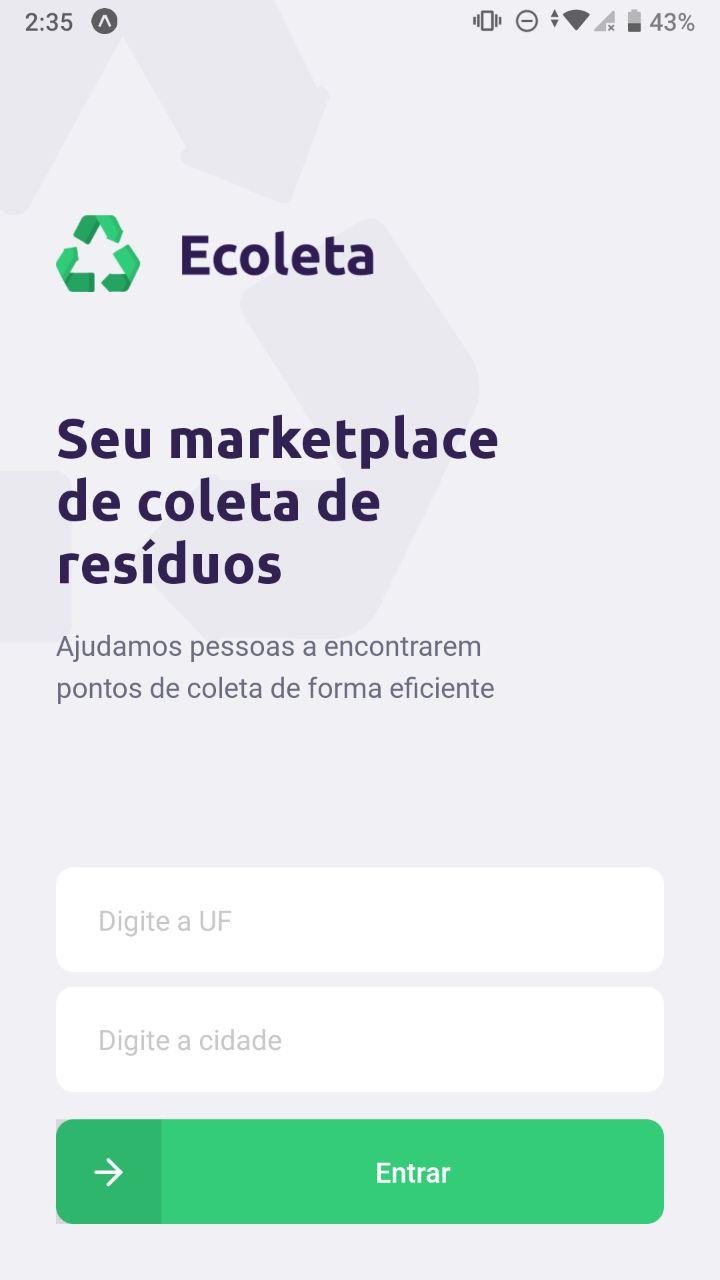 2:35
43%
Ecoleta
Seu marketplace
de coleta de
resíduos
Ajudamos pessoas a encontrarem
pontos de coleta de forma eficiente
Digite a UF
Digite a cidade
Entrar